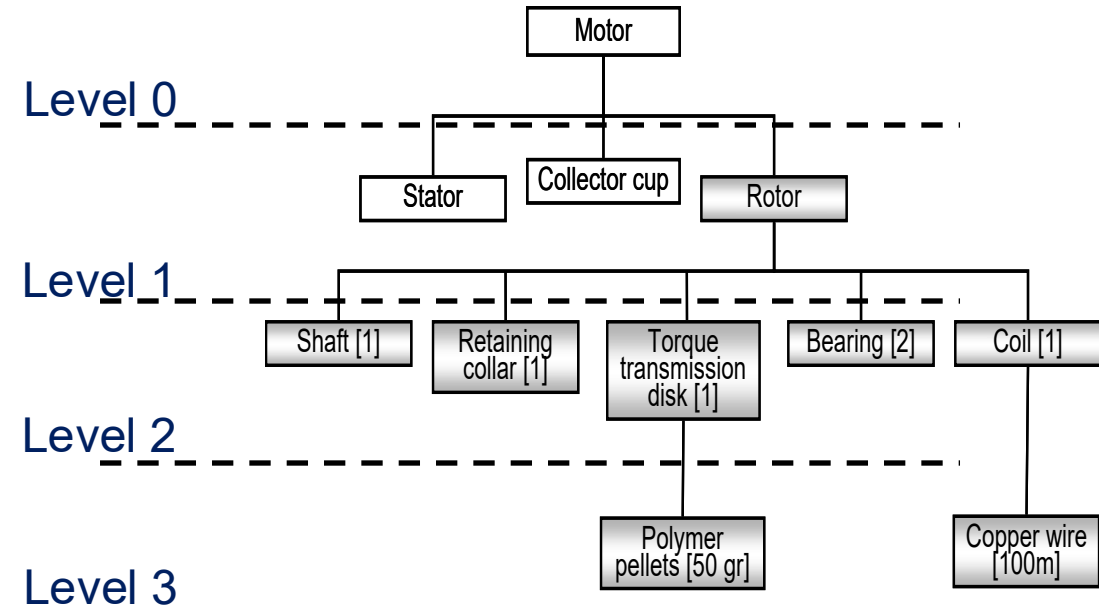 Motor
Level 0
Stator
Collector cup
Rotor
Level 1
Shaft [1]
Retaining
collar [1]
Torque
transmission
disk [1]
Bearing [2]
Coil [1]
Level 2
Polymer
pellets [50 gr]
Copper wire
[100m]
Level 3